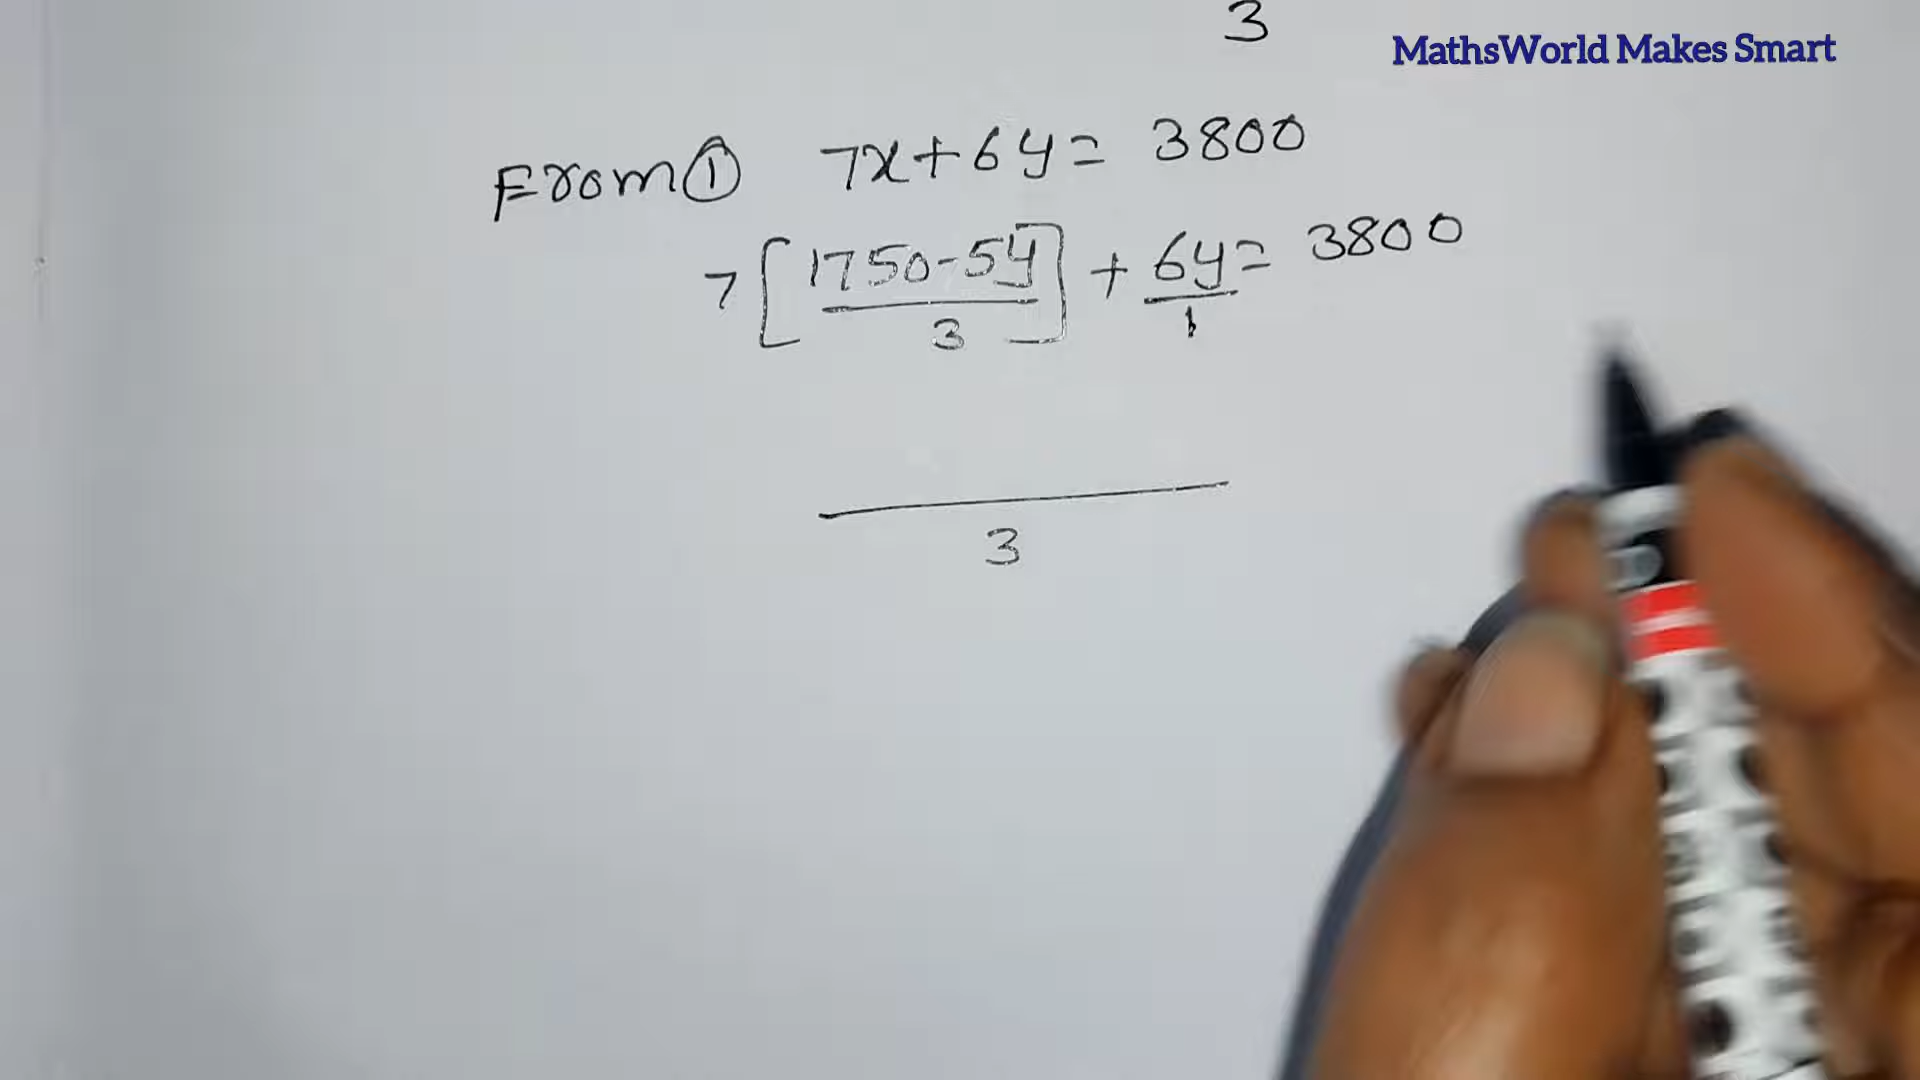 3
MathsWorld Makes Smart
From ① 7x+6y= 3800
7[1750-5y/3] + 6y/1 = 3800
3